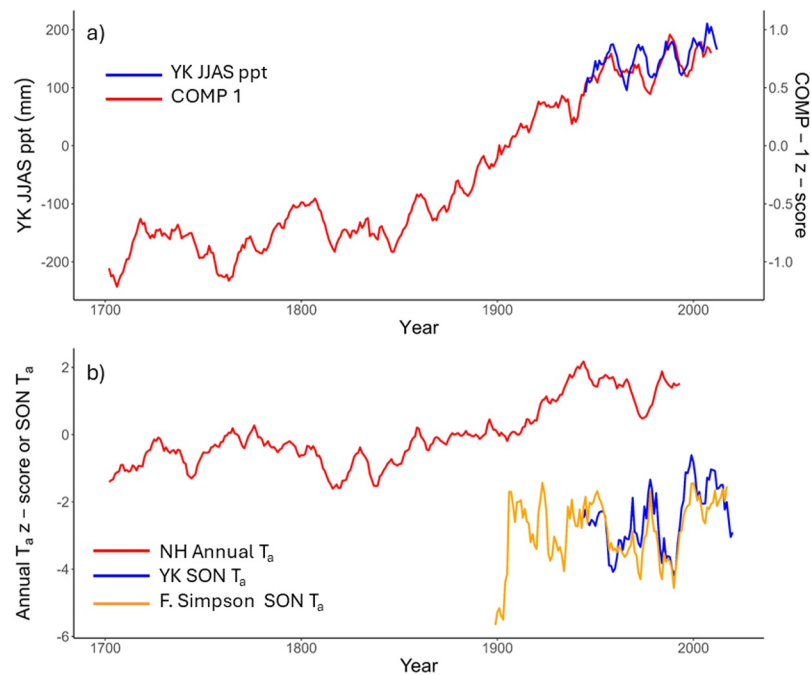 a)
YK JJAS ppt
COMP 1
YK JJAS ppt (mm)
200
100
0
-100
-200
1.0
0.5
0.0
-0.5
-1.0
COMP – 1 z – score
1700
1800
1900
2000
Year
b)
Annual Ta z – score or SON Ta
2
0
-2
-4
-6
NH Annual Ta
YK SON Ta
F. Simpson SON Ta
1700
1800
1900
2000
Year